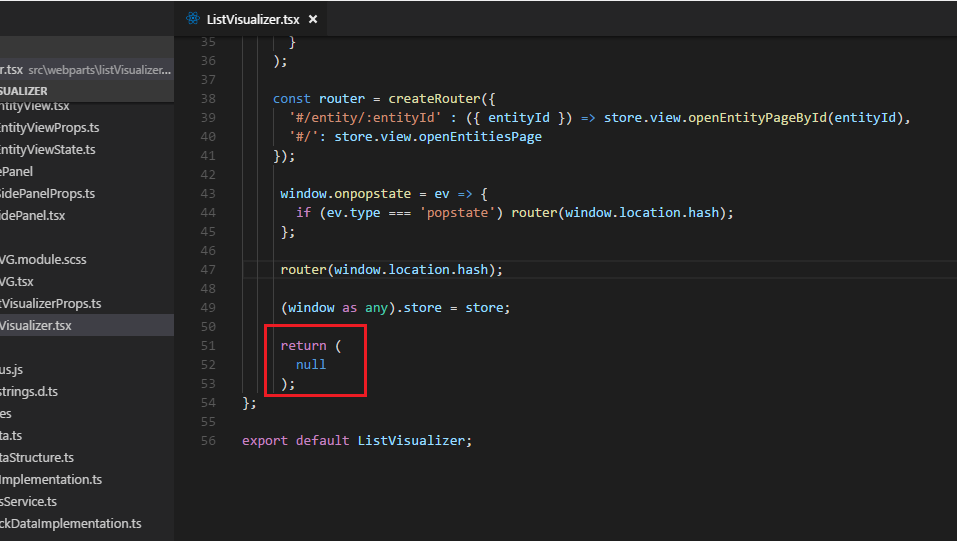 ListVisualizer.tsx ×
r.tsx src\webparts\listVisualizer...
SUALIZER
ntityView.tsx
EntityViewProps.ts
EntityViewState.ts
ePanel
SidePanelProps.ts
idePanel.tsx
VG.module.scss
VG.tsx
tVisualizerProps.ts
Visualizer.tsx
us.js
strings.d.ts
es
ta.ts
taStructure.ts
Implementation.ts
sService.ts
ckDataImplementation.ts
35 }
36 );
37
38 const router = createRouter({
39 '#/entity/:entityId' : ({ entityId }) => store.view.openEntityPageById(entityId),
40 '#/': store.view.openEntitiesPage
41 });
42
43 window.onpopstate = ev => {
44 if (ev.type === 'popstate') router(window.location.hash);
45 };
46
47 router(window.location.hash);
48
49 (window as any).store = store;
50
51 return (
52 null
53 );
54 };
55
56 export default ListVisualizer;